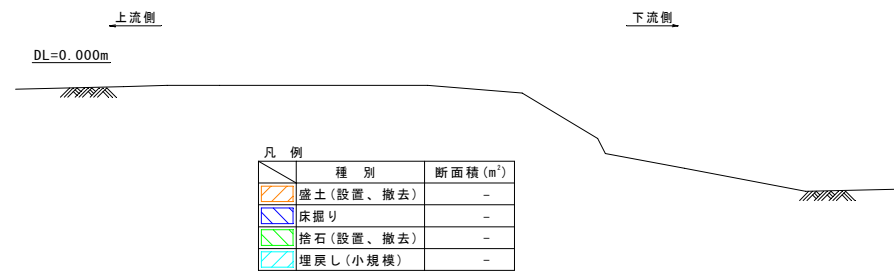 上流側
下流側
DL=0.000m
凡 例
種 別 断面積(m²)
盛土(設置、撤去) －
床掘り －
捨石(設置、撤去) －
埋戻し(小規模) －